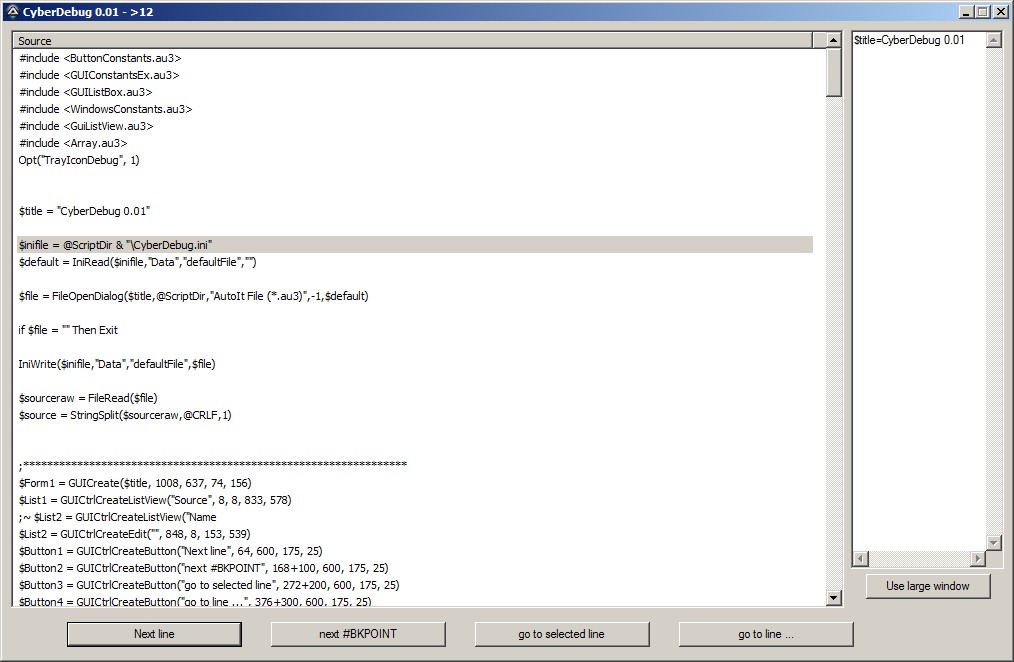 CyberDebug 0.01 - >12
Source
#include <ButtonConstants.au3>
#include <GUIConstantsEx.au3>
#include <GUIListBox.au3>
#include <WindowsConstants.au3>
#include <GuiListView.au3>
#include <Array.au3>
Opt("TrayIconDebug", 1)
$title = "CyberDebug 0.01"
$inifile = @ScriptDir & "\CyberDebug.ini"
$default = IniRead($inifile,"Data","defaultFile","")
$file = FileOpenDialog($title,@ScriptDir,"AutoIt File (*.au3)",-1,$default)
if $file = "" Then Exit
IniWrite($inifile,"Data","defaultFile",$file)
$sourceraw = FileRead($file)
$source = StringSplit($sourceraw,@CRLF,1)
;****************************************************************
$Form1 = GUICreate($title, 1008, 637, 74, 156)
$List1 = GUICtrlCreateListView("Source", 8, 8, 833, 578)
;~ $List2 = GUICtrlCreateListView("Name
$List2 = GUICtrlCreateEdit("", 848, 8, 153, 539)
$Button1 = GUICtrlCreateButton("Next line", 64, 600, 175, 25)
$Button2 = GUICtrlCreateButton("next #BKPOINT", 168+100, 600, 175, 25)
$Button3 = GUICtrlCreateButton("go to selected line", 272+200, 600, 175, 25)
$Button4 = GUICtrlCreateButton("go to line ...", 376+300, 600, 175, 25)
$title=CyberDebug 0.01
Use large window
Next line
next #BKPOINT
go to selected line
go to line ...